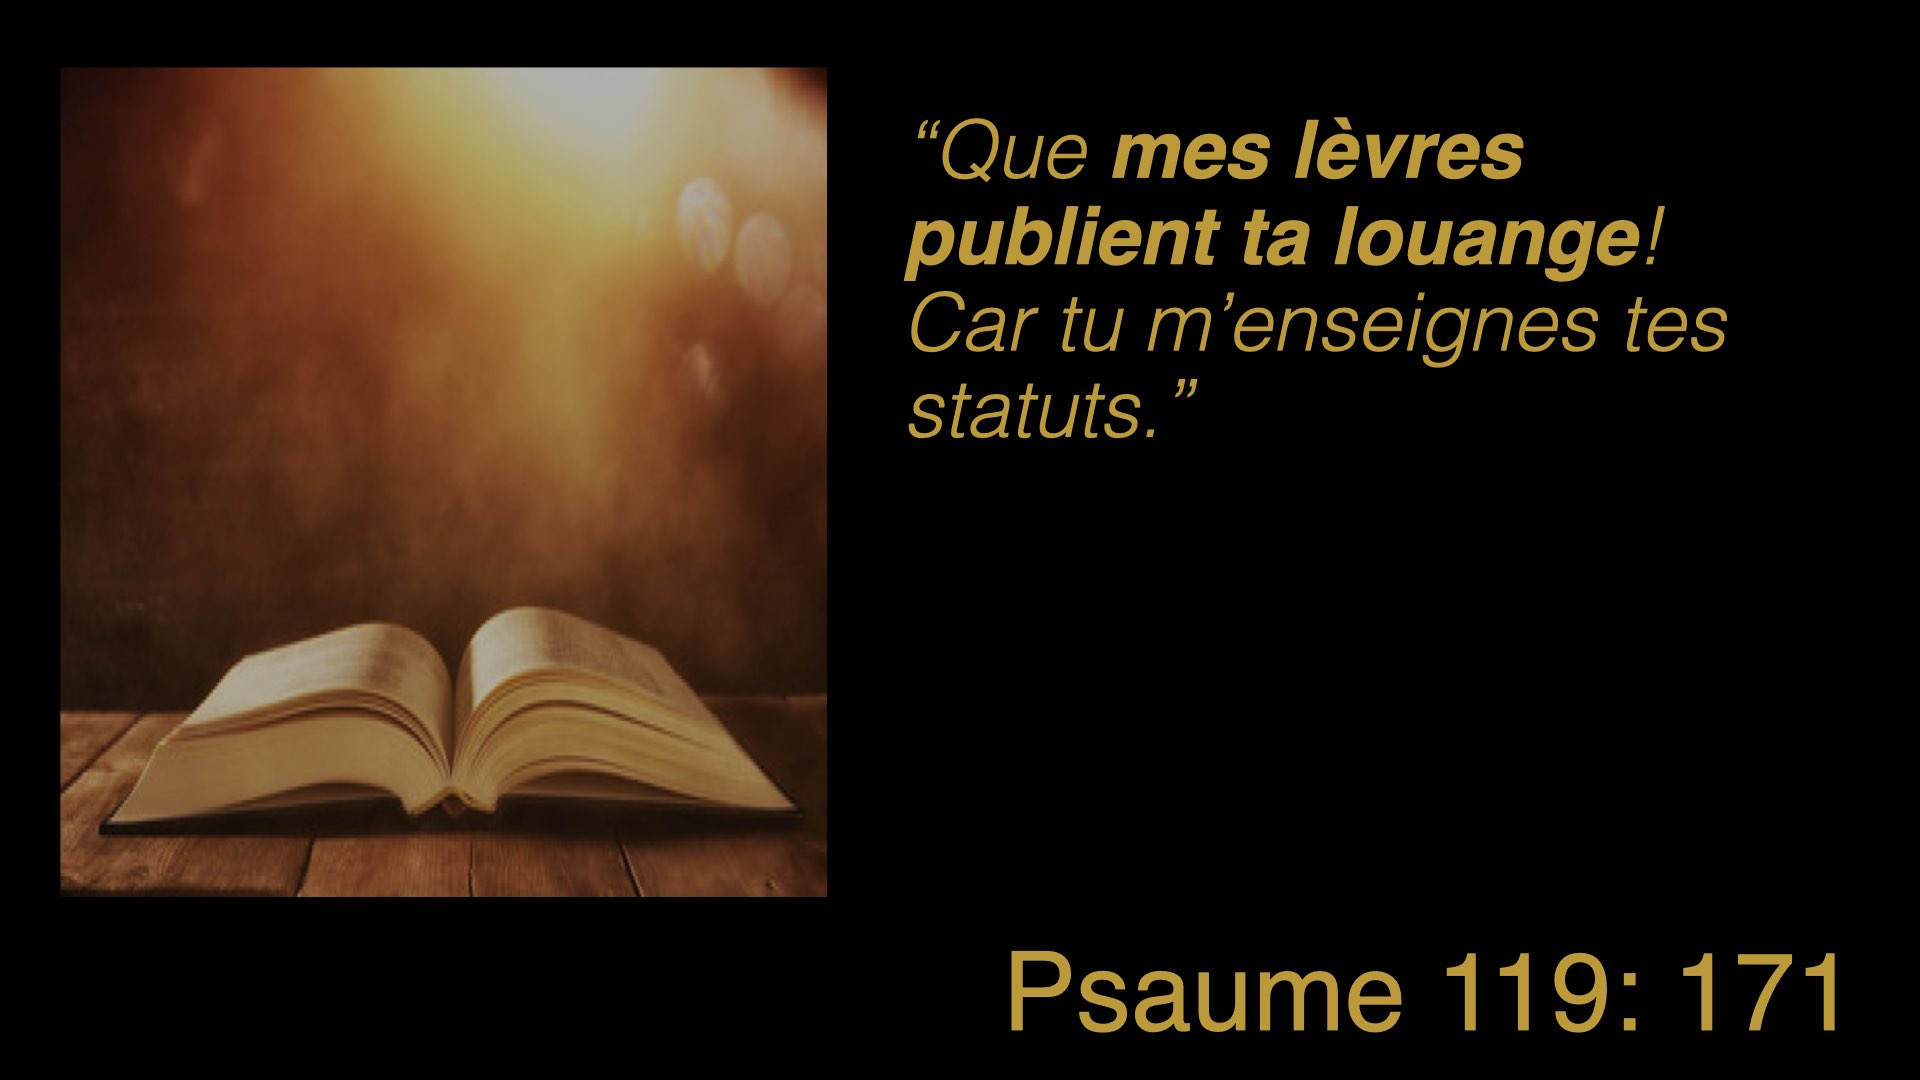 “Que mes lèvres
publient ta louange!
Car tu m’enseignes tes
statuts.”
Psaume 119: 171